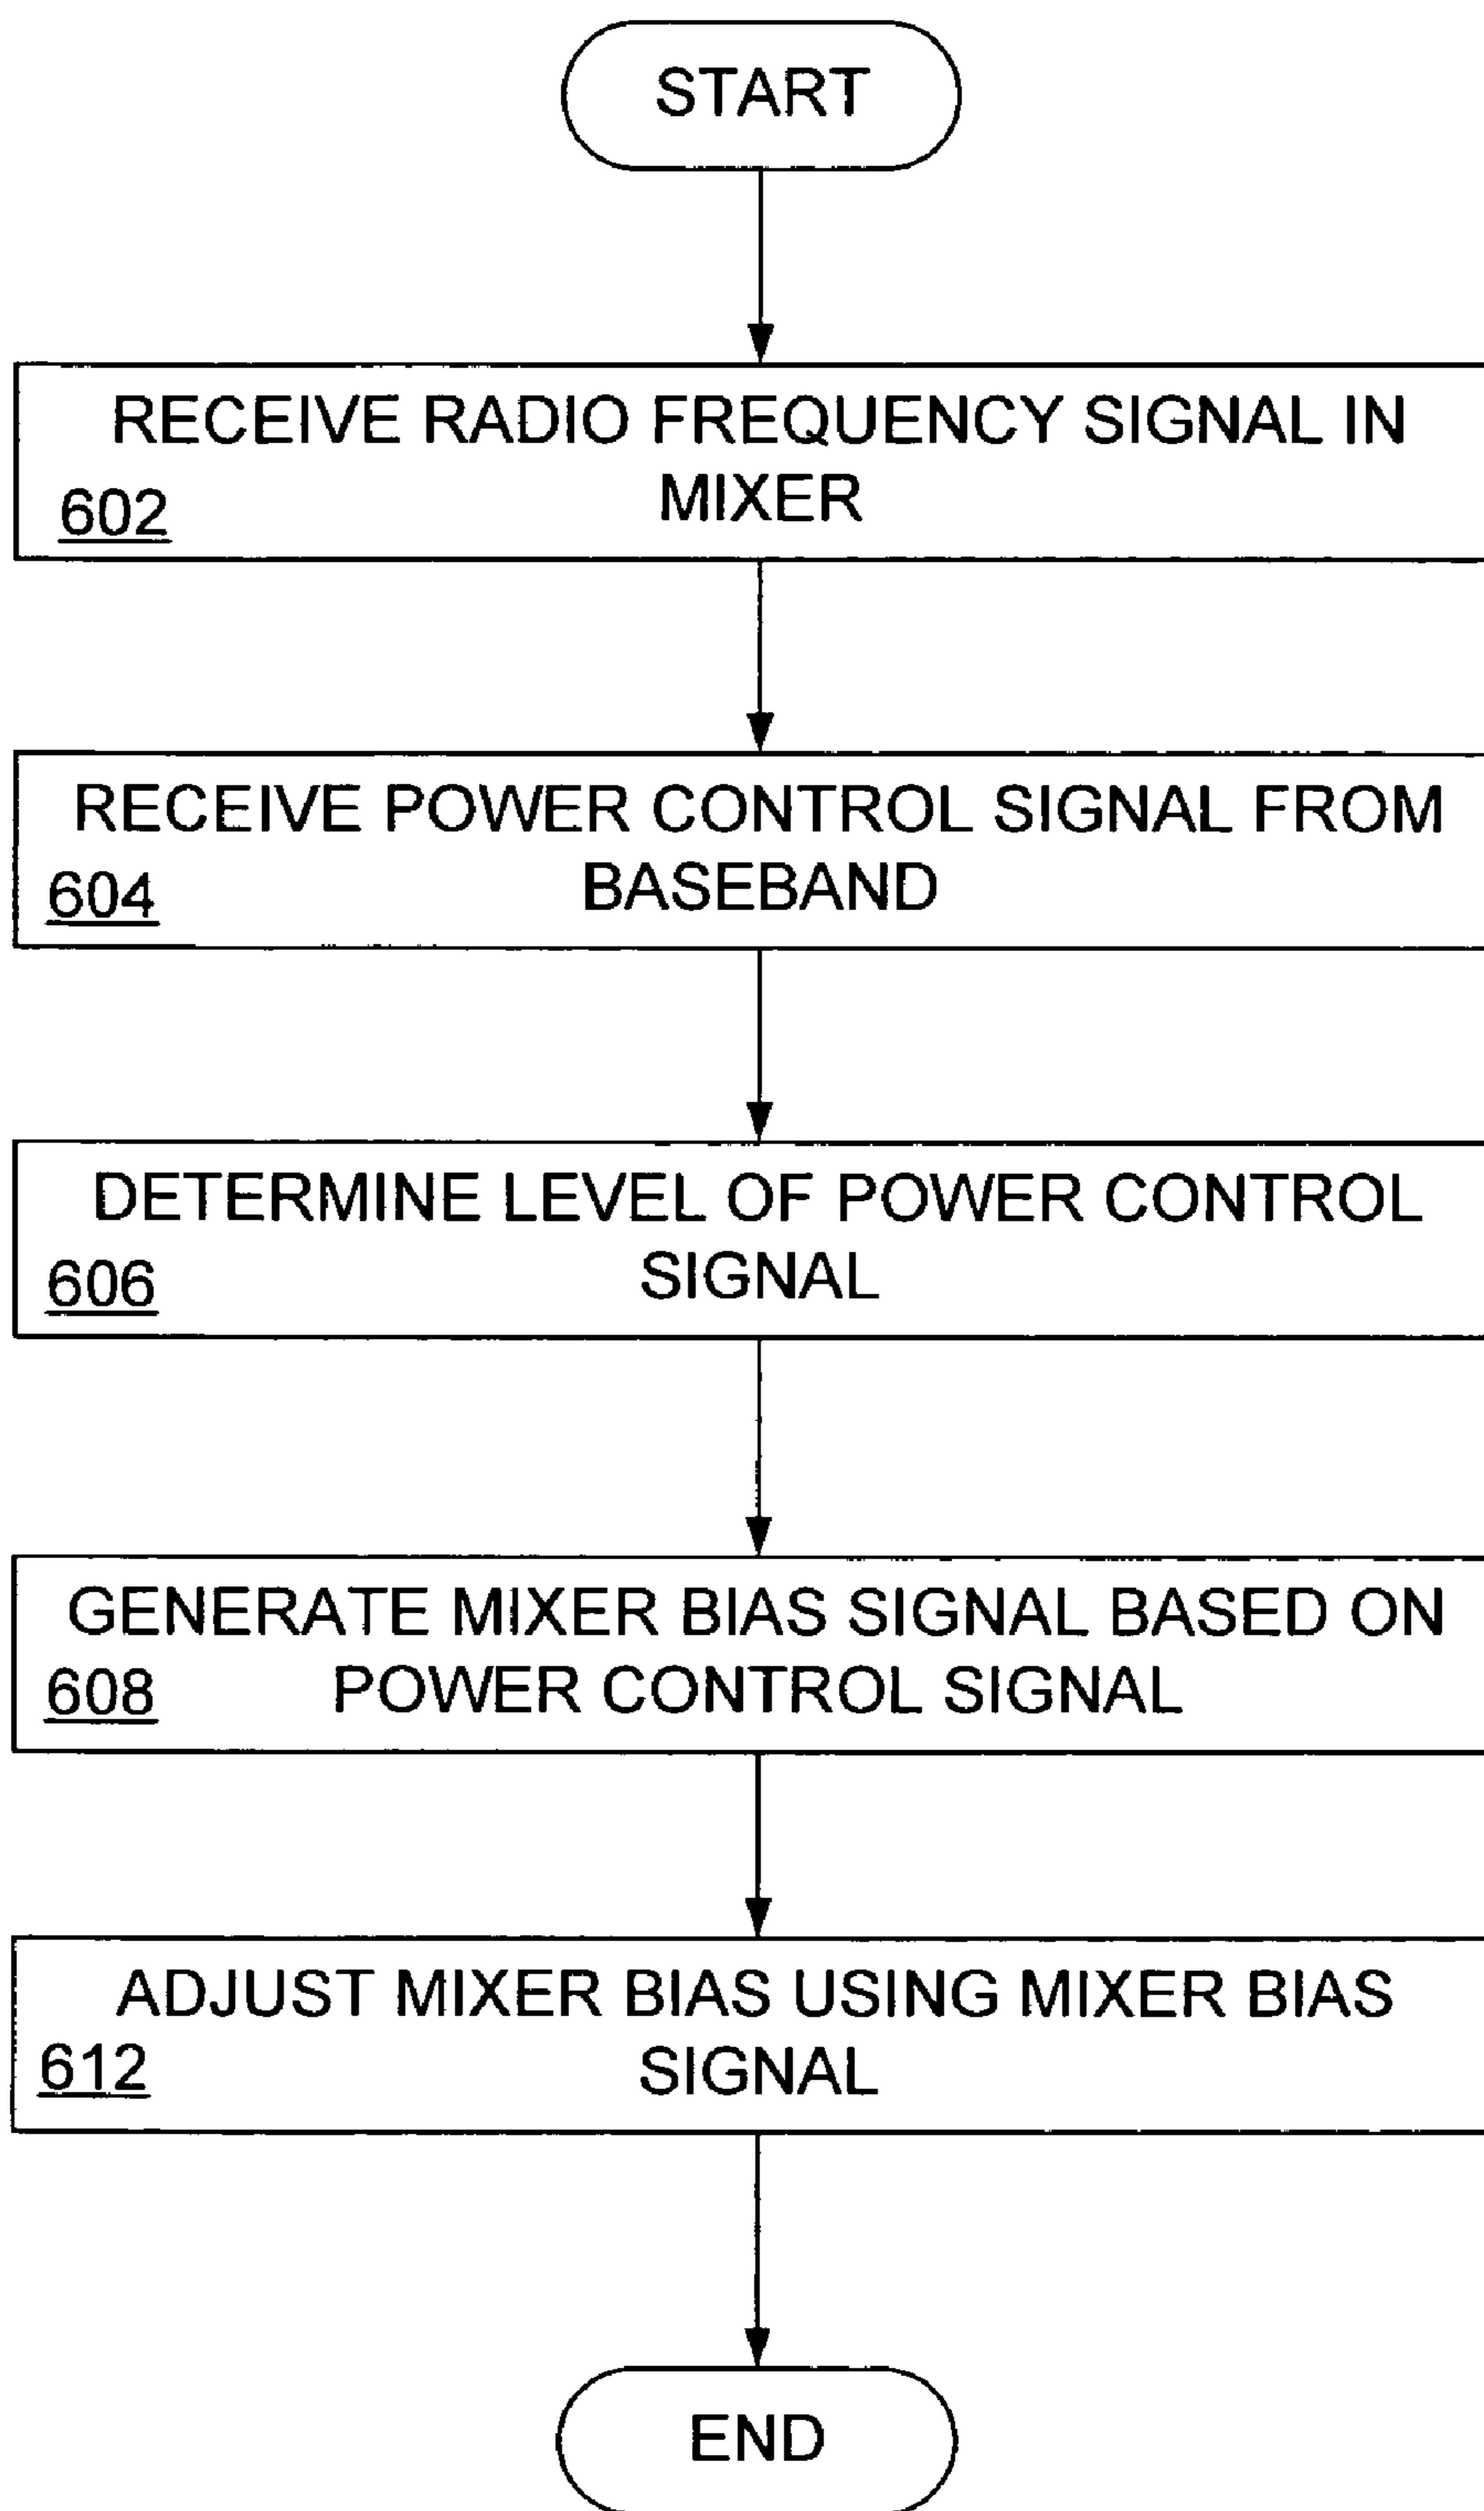 START
RECEIVE RADIO FREQUENCY SIGNAL IN
MIXER
602
RECEIVE POWER CONTROL SIGNAL FROM
BASEBAND
604
DETERMINE LEVEL OF POWER CONTROL
SIGNAL
606
GENERATE MIXER BIAS SIGNAL BASED ON
POWER CONTROL SIGNAL
608
ADJUST MIXER BIAS USING MIXER BIAS
SIGNAL
612
END